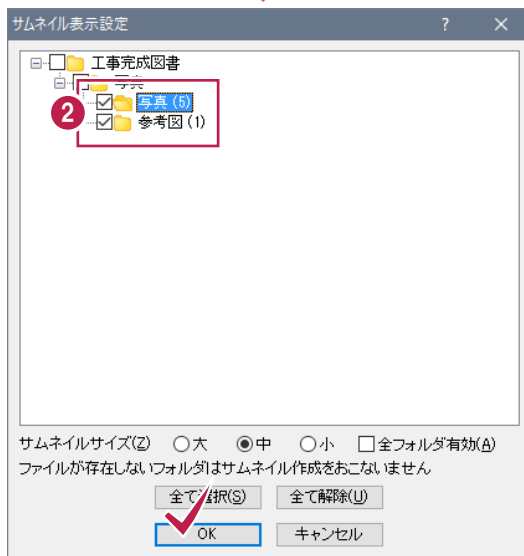 サムネイル表示設定 ? ×
工事完成図書
写真
2
写真 (5)
参考図 (1)
サムネイルサイズ(Z) 大 中 小 全フォルダ有効(A)
ファイルが存在しないフォルダはサムネイル作成をおこないません
全て選択(S) 全て解除(U)
OK キャンセル